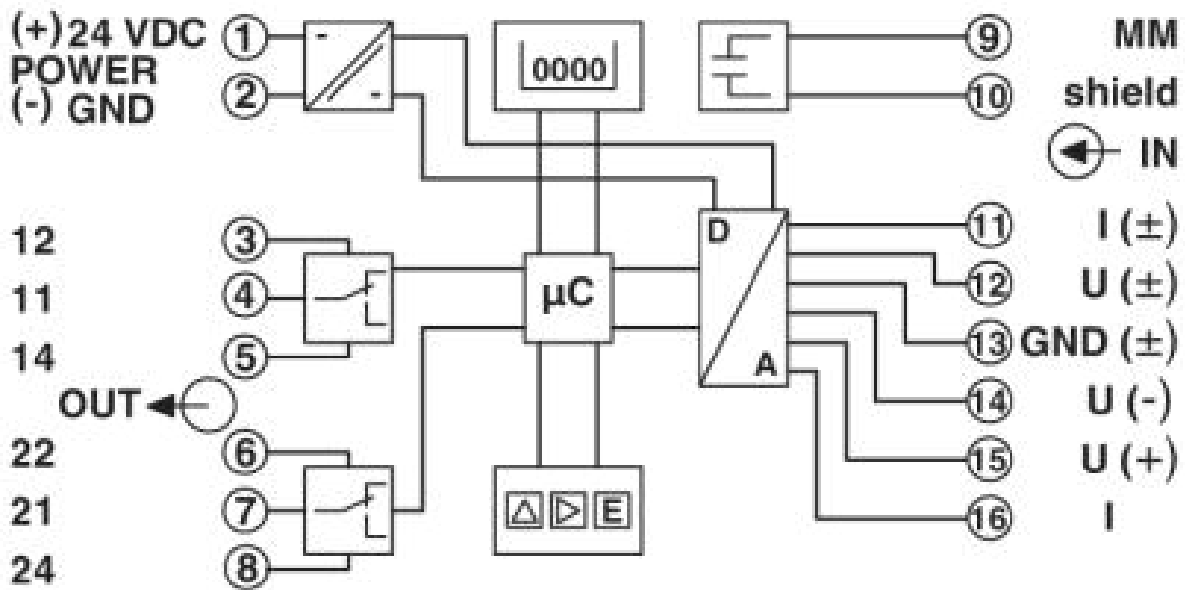 (+) 24 VDC
POWER
(-) GND
1
2
-
-
0000
9
MM
10
shield
IN
12
3
11
4
14
5
OUT
22
6
21
7
24
8
µC
D
A
E
11
I (±)
12
U (±)
13
GND (±)
14
U (-)
15
U (+)
16
I